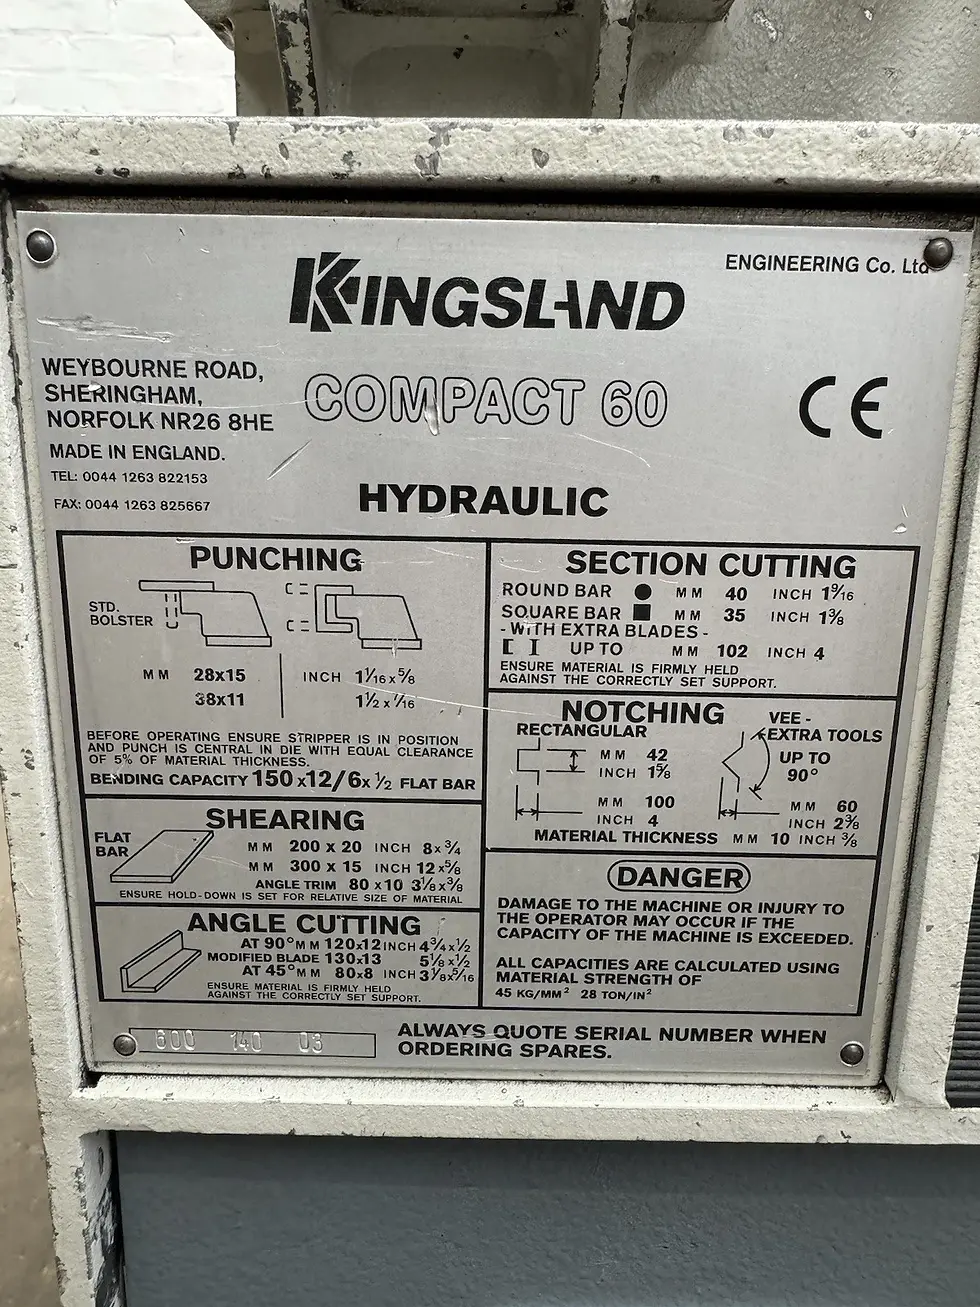 KINGSLAND
ENGINEERING Co. Ltd
WEYBOURNE ROAD,
SHERINGHAM,
NORFOLK NR26 8HE
MADE IN ENGLAND.
TEL: 0044 1263 822153
FAX: 0044 1263 825667
COMPACT 60
CE
HYDRAULIC
PUNCHING
STD.
BOLSTER
MM 28x15 INCH 1 1/16 x 5/8
38x11 1 1/2 x 7/16
BEFORE OPERATING ENSURE STRIPPER IS IN POSITION
AND PUNCH IS CENTRAL IN DIE WITH EQUAL CLEARANCE
OF 5% OF MATERIAL THICKNESS.
BENDING CAPACITY 150x12/6x 1/2 FLAT BAR
SHEARING
FLAT
BAR
MM 200 x 20 INCH 8x 3/4
MM 300 x 15 INCH 12x5/8
ANGLE TRIM 80x10 3 1/8 x 3/8
ENSURE HOLD-DOWN IS SET FOR RELATIVE SIZE OF MATERIAL
ANGLE CUTTING
AT 90° MM 120x12 INCH 4 3/4 x 1/2
MODIFIED BLADE 130x13 5 1/8 x 1/2
AT 45° MM 80x8 INCH 3 1/8 x 5/16
ENSURE MATERIAL IS FIRMLY HELD
AGAINST THE CORRECTLY SET SUPPORT.
SECTION CUTTING
ROUND BAR MM 40 INCH 1 9/16
SQUARE BAR MM 35 INCH 1 3/8
- WITH EXTRA BLADES -
UP TO MM 102 INCH 4
ENSURE MATERIAL IS FIRMLY HELD
AGAINST THE CORRECTLY SET SUPPORT.
NOTCHING
RECTANGULAR
MM 42
INCH 1 5/8
MM 100
INCH 4
VEE -
EXTRA TOOLS
UP TO
90°
MM 60
INCH 2 3/8
MATERIAL THICKNESS MM 10 INCH 3/8
DANGER
DAMAGE TO THE MACHINE OR INJURY TO
THE OPERATOR MAY OCCUR IF THE
CAPACITY OF THE MACHINE IS EXCEEDED.
ALL CAPACITIES ARE CALCULATED USING
MATERIAL STRENGTH OF
45 KG/MM² 28 TON/IN²
600 140 03
ALWAYS QUOTE SERIAL NUMBER WHEN
ORDERING SPARES.